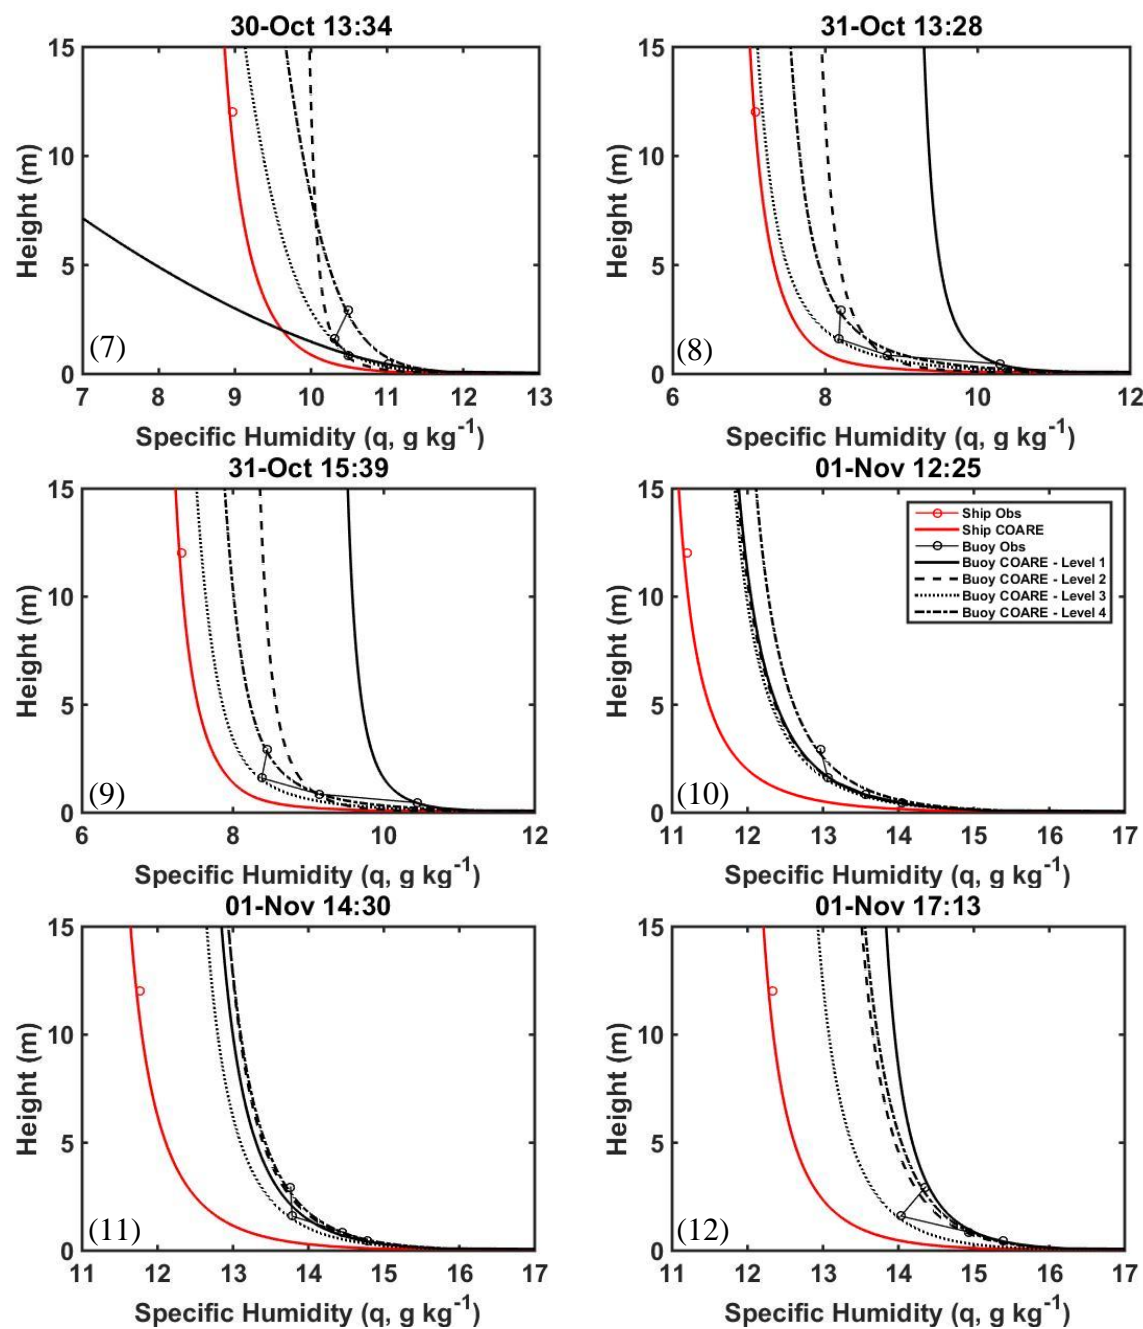 30-Oct 13:34
31-Oct 13:28
15
10
5
0
Height (m)
(7)
7 8 9 10 11 12 13
Specific Humidity (q, g kg-1)
15
10
5
0
Height (m)
(8)
6 8 10 12
Specific Humidity (q, g kg-1)
31-Oct 15:39
01-Nov 12:25
15
10
5
0
Height (m)
(9)
6 8 10 12
Specific Humidity (q, g kg-1)
15
10
5
0
Height (m)
Ship Obs
Ship COARE
Buoy Obs
Buoy COARE - Level 1
Buoy COARE - Level 2
Buoy COARE - Level 3
Buoy COARE - Level 4
(10)
11 12 13 14 15 16 17
Specific Humidity (q, g kg-1)
01-Nov 14:30
01-Nov 17:13
15
10
5
0
Height (m)
(11)
11 12 13 14 15 16 17
Specific Humidity (q, g kg-1)
15
10
5
0
Height (m)
(12)
11 12 13 14 15 16 17
Specific Humidity (q, g kg-1)